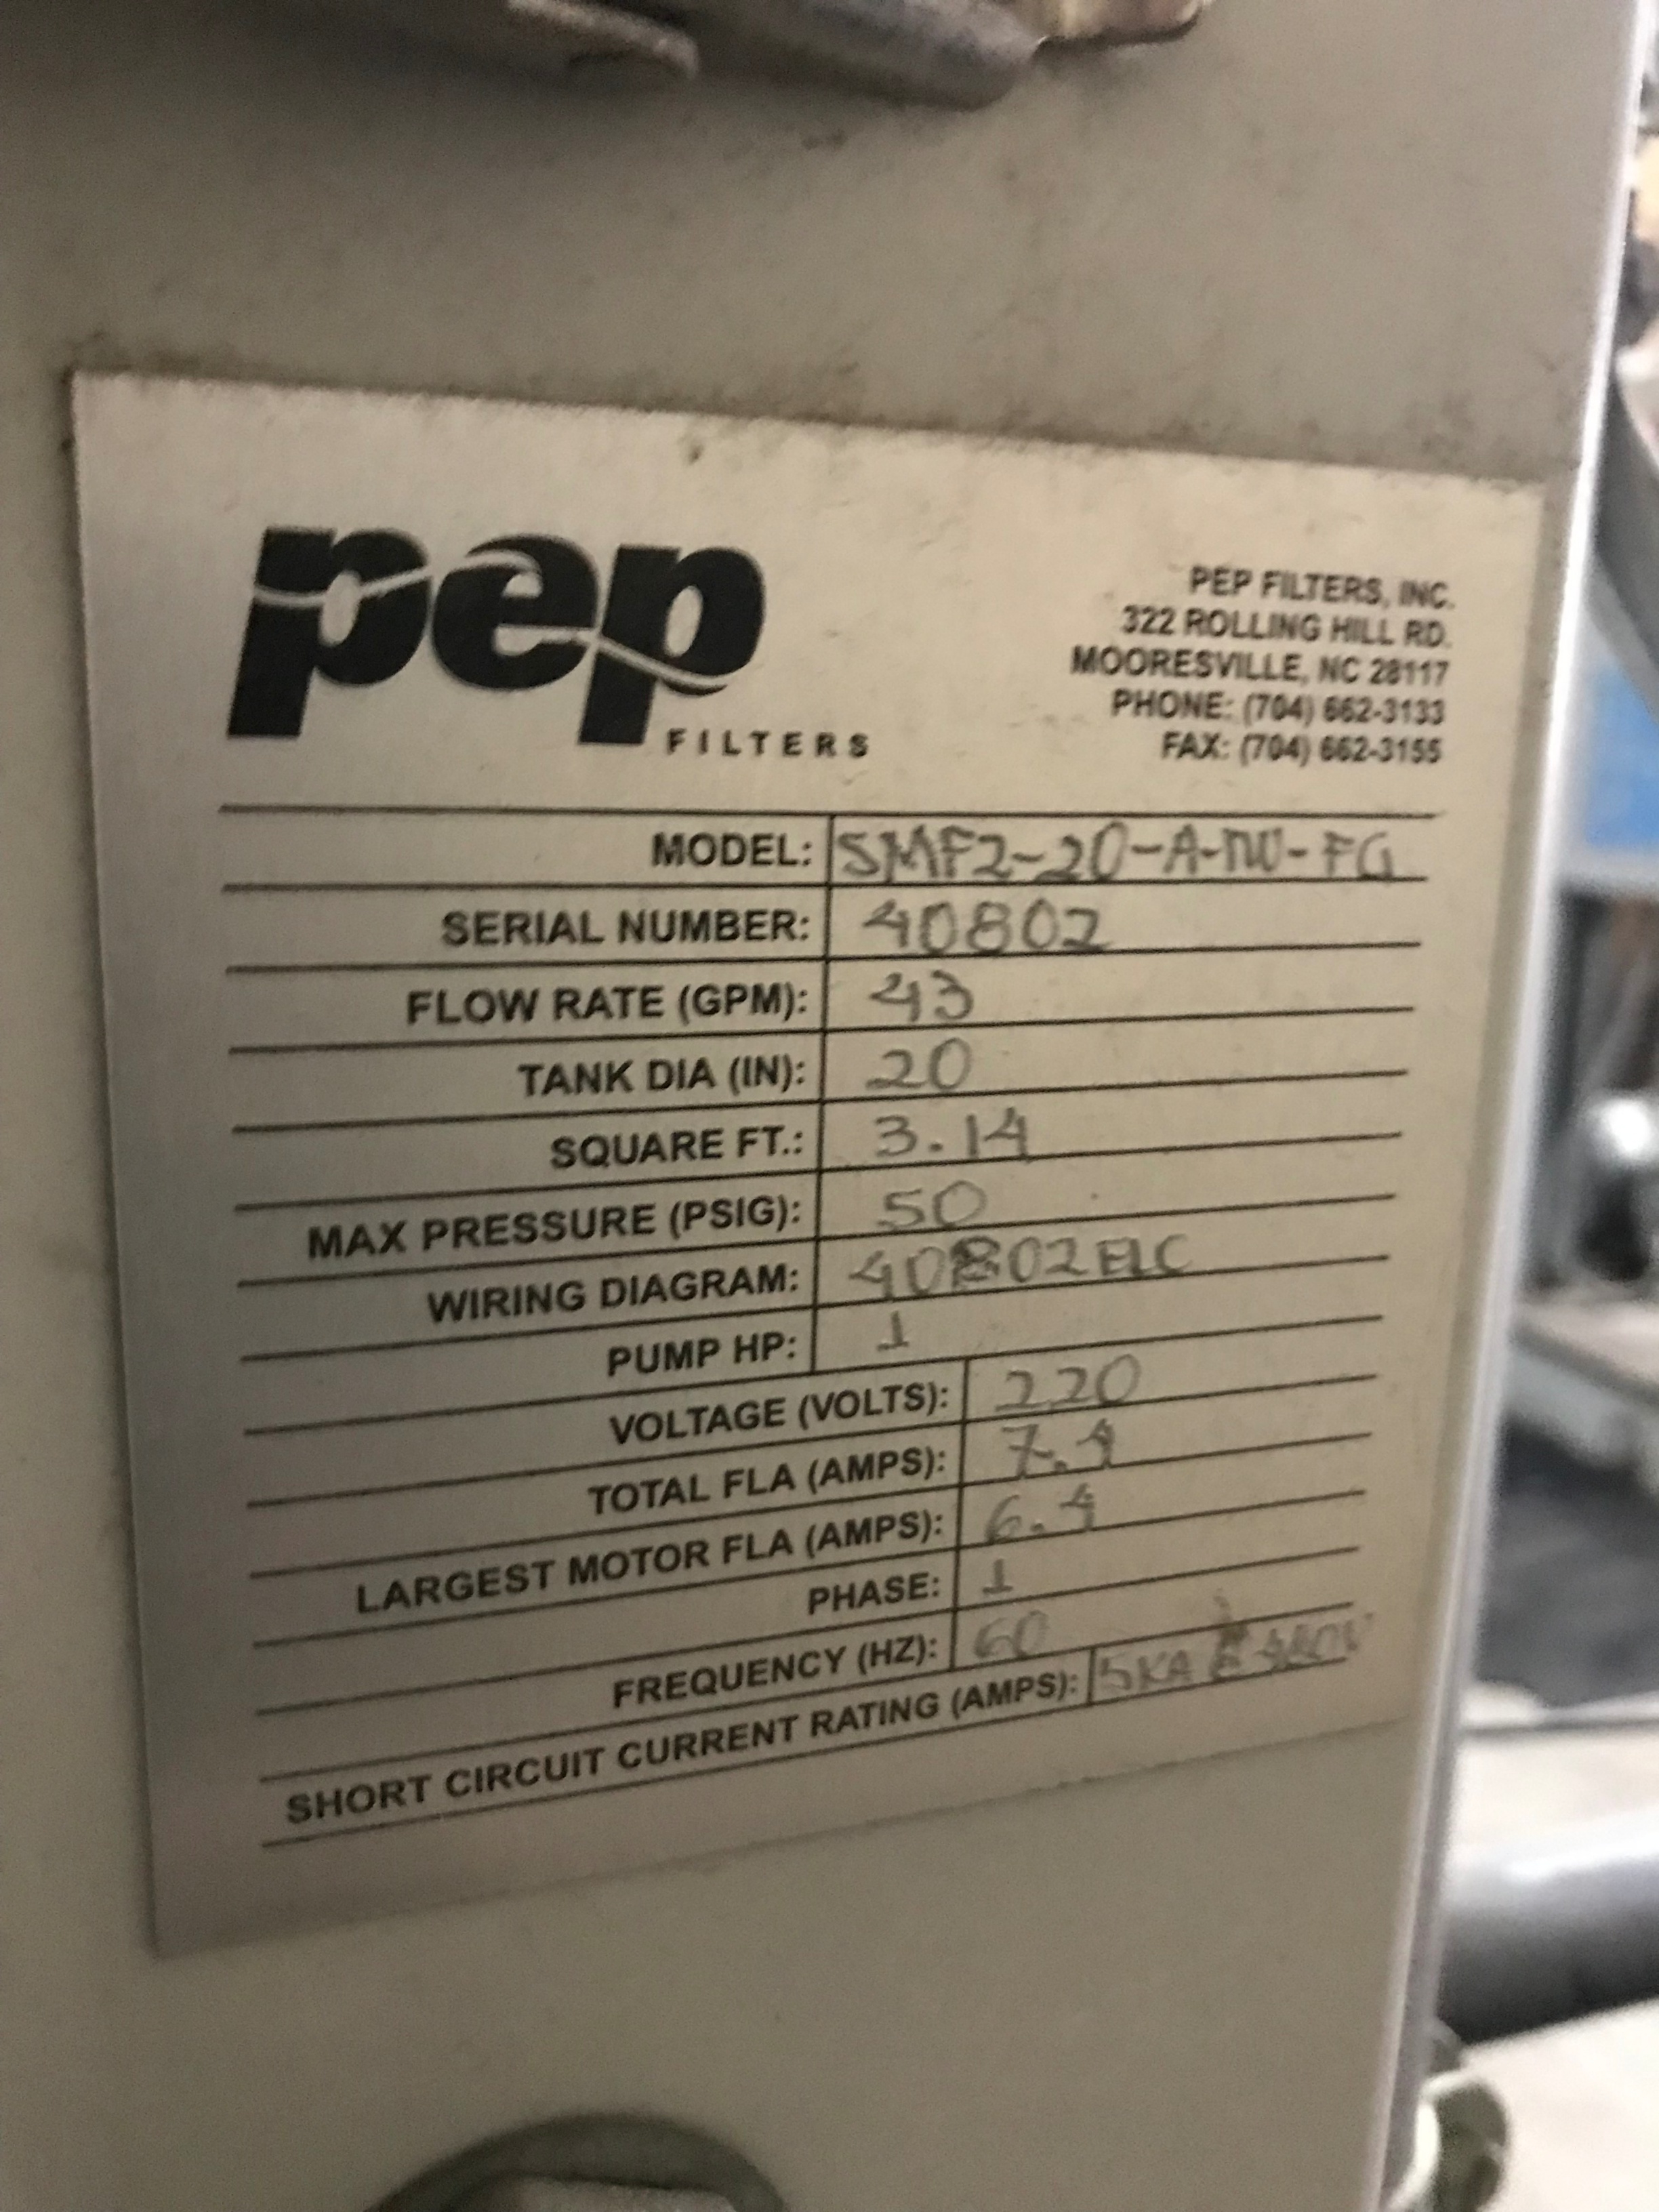 pep
FILTERS
PEP FILTERS, INC.
322 ROLLING HILL RD.
MOORESVILLE, NC 28117
PHONE: (704) 662-3133
FAX: (704) 662-3155
MODEL: SMF2-20-A-NV-FG
SERIAL NUMBER: 40802
FLOW RATE (GPM): 43
TANK DIA (IN): 20
SQUARE FT.: 3.14
MAX PRESSURE (PSIG): 50
WIRING DIAGRAM: 40802ELC
PUMP HP: 1
VOLTAGE (VOLTS): 220
TOTAL FLA (AMPS): 7.4
LARGEST MOTOR FLA (AMPS): 6.4
PHASE: 1
FREQUENCY (HZ): 60
SHORT CIRCUIT CURRENT RATING (AMPS): 5KA